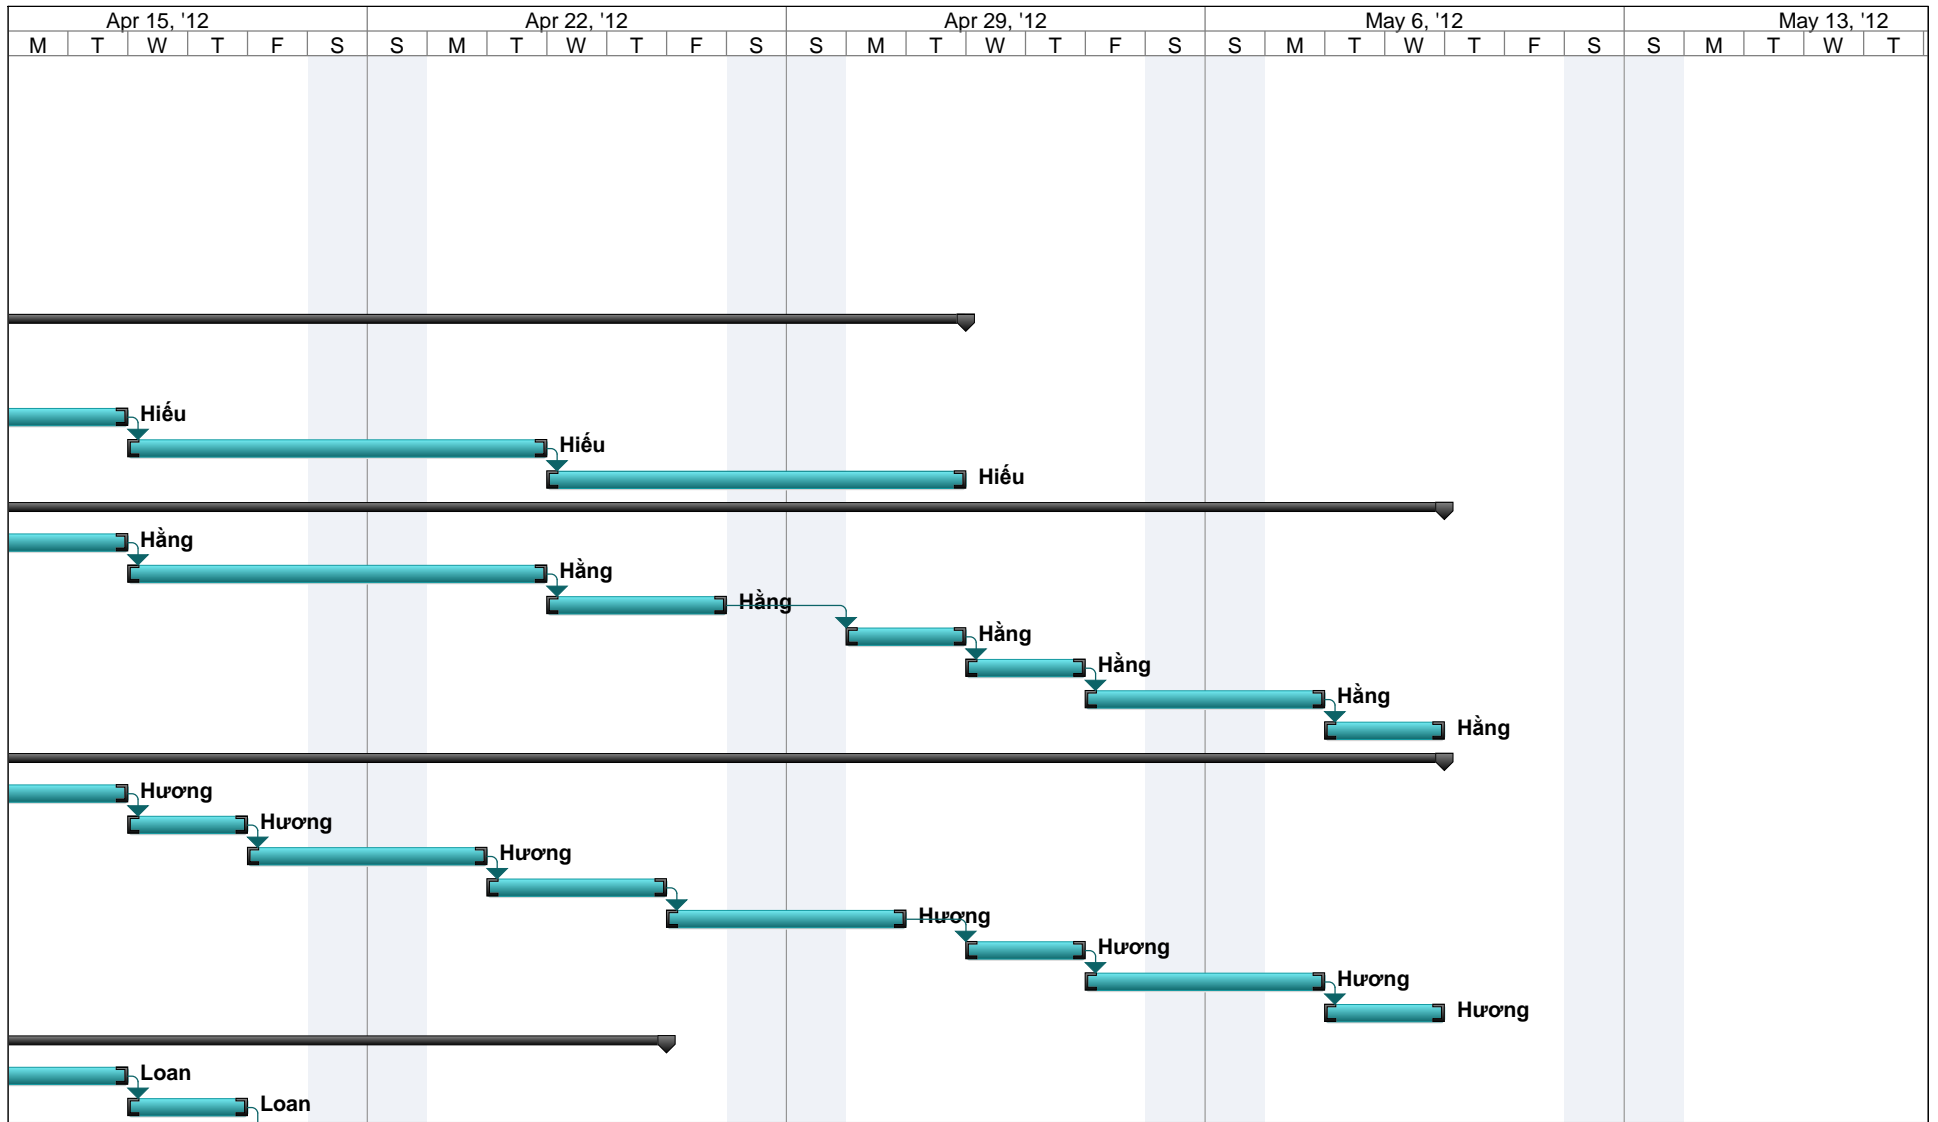 Apr 15, '12 Apr 22, '12 Apr 29, '12 May 6, '12 May 13, '12
M T W T F S S M T W T F S S M T W T F S S M T W T F S S M T W T
Hiếu
Hiếu
Hiếu
Hằng
Hằng
Hằng
Hằng
Hằng
Hằng
Hằng
Hương
Hương
Hương
Hương
Hương
Hương
Hương
Loan
Loan